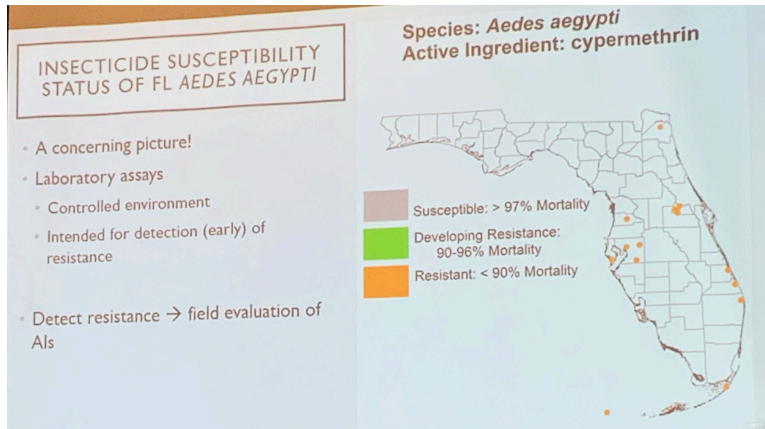 INSECTICIDE SUSCEPTIBILITY
STATUS OF FL AEDES AEGYPTI
• A concerning picture!
• Laboratory assays
• Controlled environment
• Intended for detection (early) of
resistance
• Detect resistance → field evaluation of
AIs
Species: Aedes aegypti
Active Ingredient: cypermethrin
Susceptible: > 97% Mortality
Developing Resistance:
90-96% Mortality
Resistant: < 90% Mortality